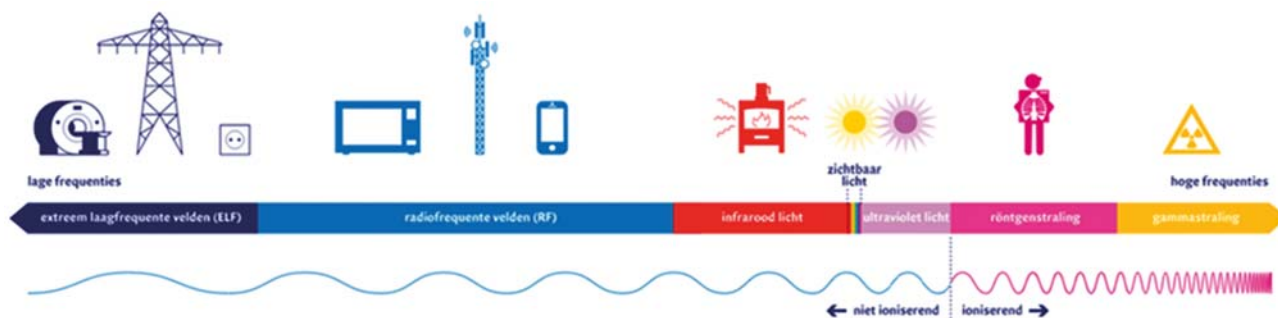 lage frequenties
zichtbaar
licht
hoge frequenties
extreem laagfrequente velden (ELF)
radiofrequente velden (RF)
infrarood licht
ultraviolet licht
röntgenstraling
gammastraling
niet ioniserend
ioniserend